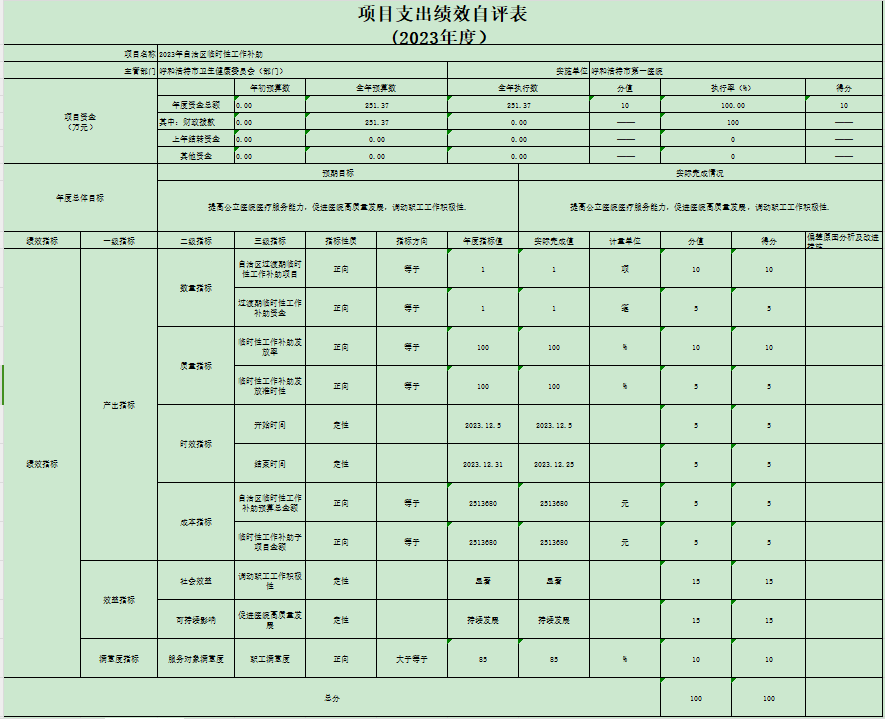 项目支出绩效自评表
(2023年度)
项目名称 2023年自治区临时性工作补助
主管部门 呼和浩特市卫生健康委员会（部门） 实施单位 呼和浩特市第一医院
项目资金（万元） 年初预算数 全年预算数 全年执行数 分值 执行率（%） 得分
年度资金总额 0.00 251.37 251.37 10 100.00 10
其中：财政拨款 0.00 251.37 0.00 —— 100 ——
上年结转资金 0.00 0.00 0.00 —— 0 ——
其他资金 0.00 0.00 0.00 —— 0 ——
年度总体目标 预期目标 实际完成情况
提高公立医院医疗服务能力，促进医院高质量发展，调动职工工作积极性. 提高公立医院医疗服务能力，促进医院高质量发展，调动职工工作积极性.
绩效指标 一级指标 二级指标 三级指标 指标性质 指标方向 年度指标值 实际完成值 计量单位 分值 得分 偏差原因分析及改进措施
绩效指标 产出指标 数量指标 自治区过渡期临时性工作补助项目 正向 等于 1 1 项 10 10
过渡期临时性工作补助资金 正向 等于 1 1 笔 5 5
质量指标 临时性工作补助发放率 正向 等于 100 100 % 10 10
临时性工作补助发放准时性 正向 等于 100 100 % 5 5
时效指标 开始时间 定性 2023.12.5 2023.12.5 5 5
结束时间 定性 2023.12.31 2023.12.25 5 5
成本指标 自治区临时性工作补助预算总金额 正向 等于 2513680 2513680 元 5 5
临时性工作补助子项目金额 正向 等于 2513680 2513680 元 5 5
效益指标 社会效益 调动职工工作积极性 定性 显著 显著 15 15
可持续影响 促进医院高质量发展 定性 持续发展 持续发展 15 15
满意度指标 服务对象满意度 职工满意度 正向 大于等于 85 85 % 10 10
总分 100 100